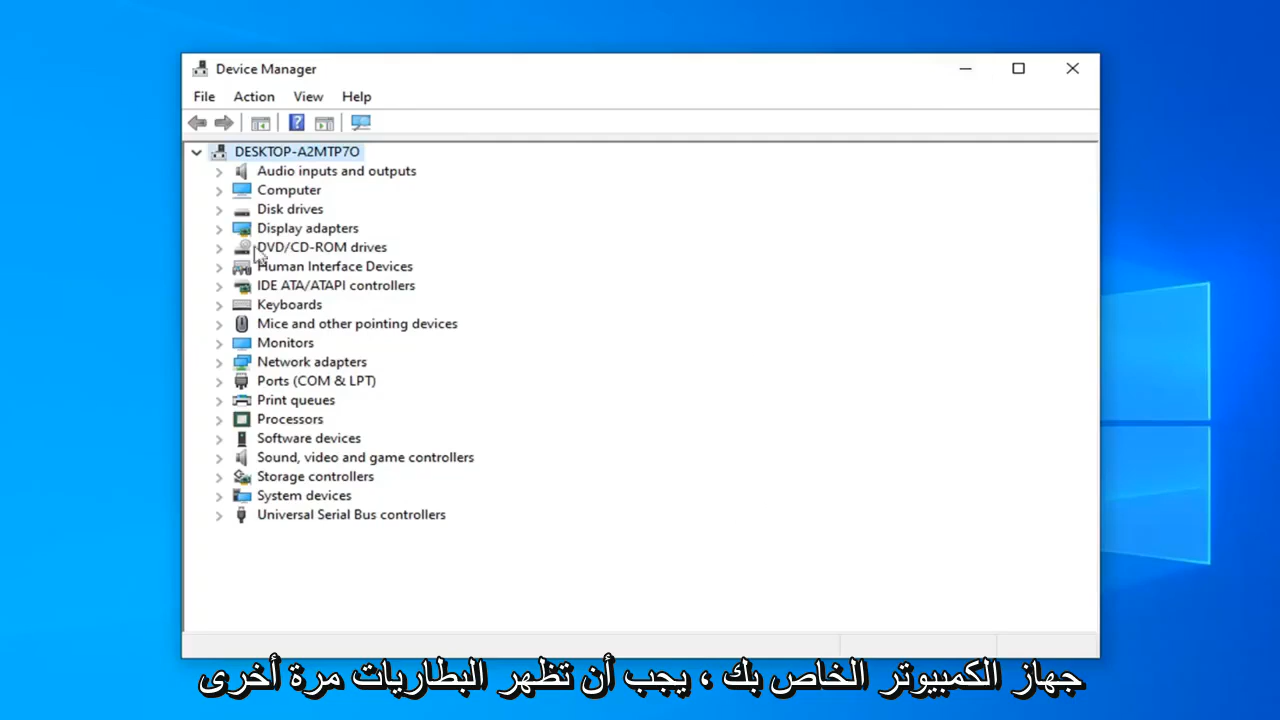 Device Manager
File Action View Help
DESKTOP-A2MTP7O
Audio inputs and outputs
Computer
Disk drives
Display adapters
DVD/CD-ROM drives
Human Interface Devices
IDE ATA/ATAPI controllers
Keyboards
Mice and other pointing devices
Monitors
Network adapters
Ports (COM & LPT)
Print queues
Processors
Software devices
Sound, video and game controllers
Storage controllers
System devices
Universal Serial Bus controllers
جهاز الكمبيوتر الخاص بك ، يجب أن تظهر البطاريات مرة أخرى